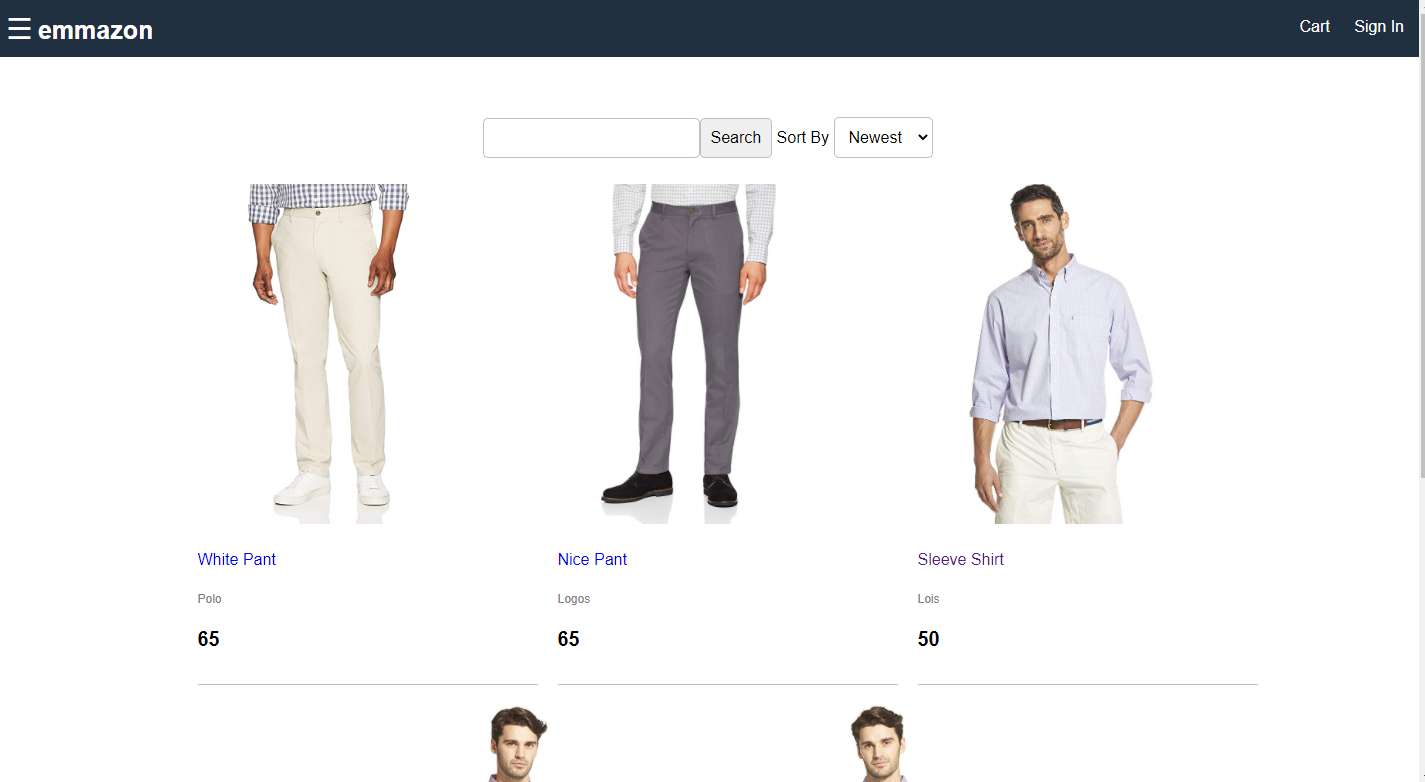 ☰ emmazon Cart Sign In
Search Sort By Newest
White Pant Nice Pant Sleeve Shirt
Polo Logos Lois
65 65 50